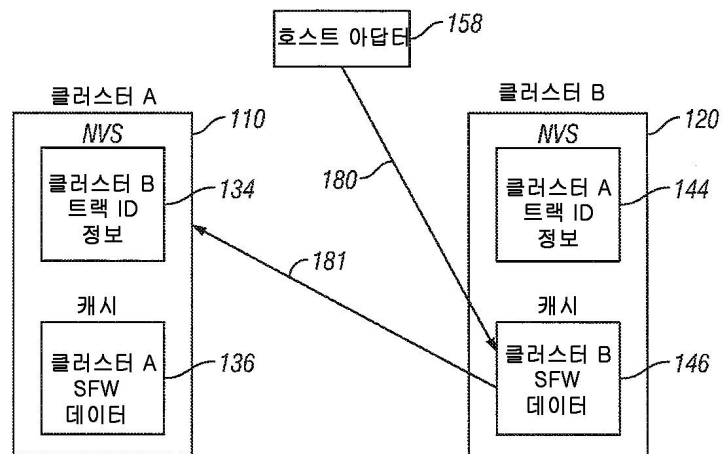 호스트 아답터
158
클러스터 A
110
NVS
클러스터 B
트랙 ID
정보
134
캐시
클러스터 A
SFW
데이터
136
180
181
클러스터 B
120
NVS
클러스터 A
트랙 ID
정보
144
캐시
클러스터 B
SFW
데이터
146